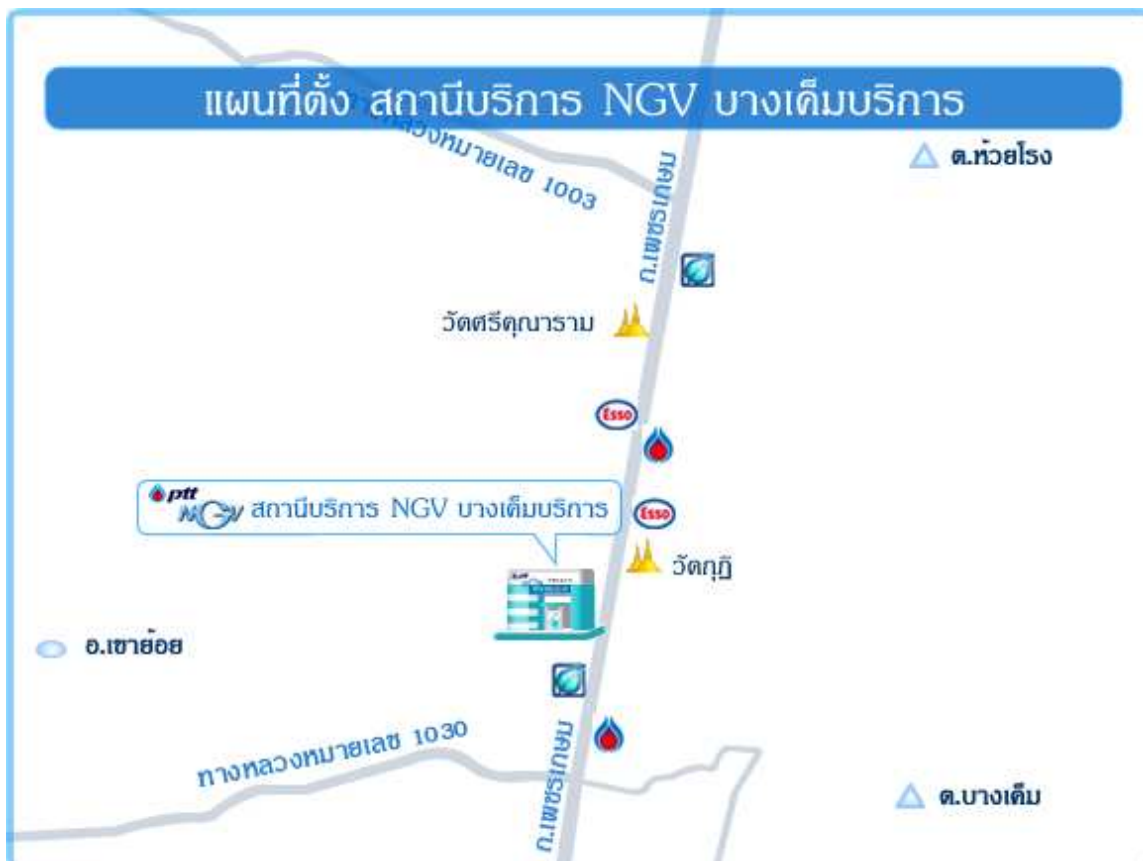 แผนที่ตั้ง สถานีบริการ NGV บางเค็มบริการ
ทางหลวงหมายเลข 1003
ต.ห้วยโรง
ถ.เพชรเกษม
วัดศรีคุณาราม
Esso
ptt
NGV สถานีบริการ NGV บางเค็มบริการ
Esso
วัดกุฏิ
อ.เขาย้อย
ทางหลวงหมายเลข 1030
ถ.เพชรเกษม
ต.บางเค็ม